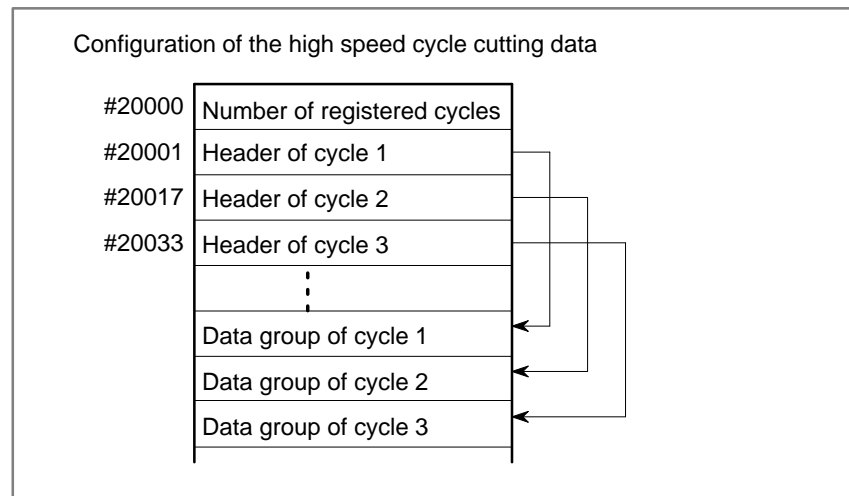 Configuration of the high speed cycle cutting data
#20000 Number of registered cycles
#20001 Header of cycle 1
#20017 Header of cycle 2
#20033 Header of cycle 3
Data group of cycle 1
Data group of cycle 2
Data group of cycle 3